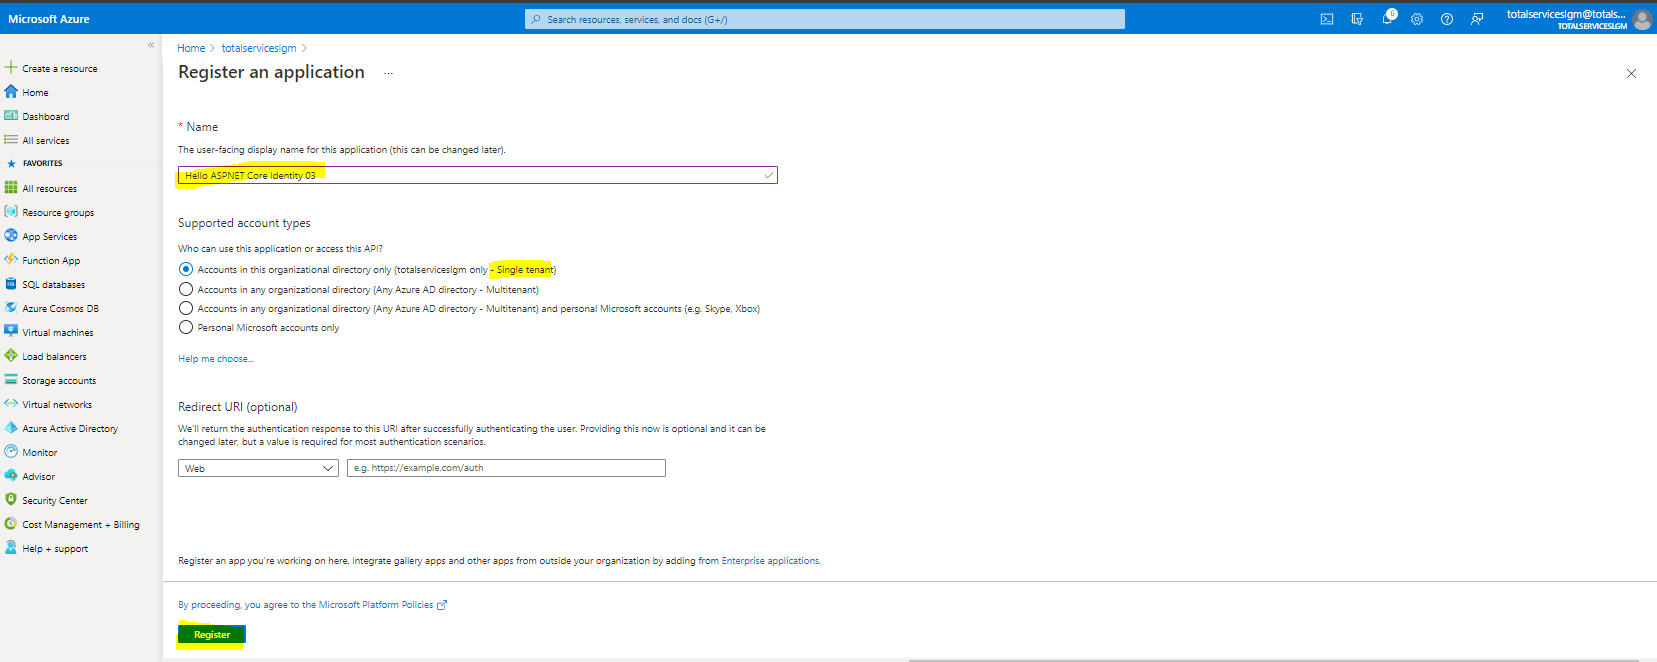 Microsoft Azure
Search resources, services, and docs (G+/)
6
totalserviceslgm@totals...
TOTALSERVICESLGM
«
Create a resource
Home
Dashboard
All services
FAVORITES
All resources
Resource groups
App Services
Function App
SQL databases
Azure Cosmos DB
Virtual machines
Load balancers
Storage accounts
Virtual networks
Azure Active Directory
Monitor
Advisor
Security Center
Cost Management + Billing
Help + support
Home > totalserviceslgm >
Register an application ...
* Name
The user-facing display name for this application (this can be changed later).
Hello ASPNET Core Identity 03
Supported account types
Who can use this application or access this API?
Accounts in this organizational directory only (totalserviceslgm only - Single tenant)
Accounts in any organizational directory (Any Azure AD directory - Multitenant)
Accounts in any organizational directory (Any Azure AD directory - Multitenant) and personal Microsoft accounts (e.g. Skype, Xbox)
Personal Microsoft accounts only
Help me choose...
Redirect URI (optional)
We'll return the authentication response to this URI after successfully authenticating the user. Providing this now is optional and it can be
changed later, but a value is required for most authentication scenarios.
Web
e.g. https://example.com/auth
Register an app you're working on here. Integrate gallery apps and other apps from outside your organization by adding from Enterprise applications.
By proceeding, you agree to the Microsoft Platform Policies
Register